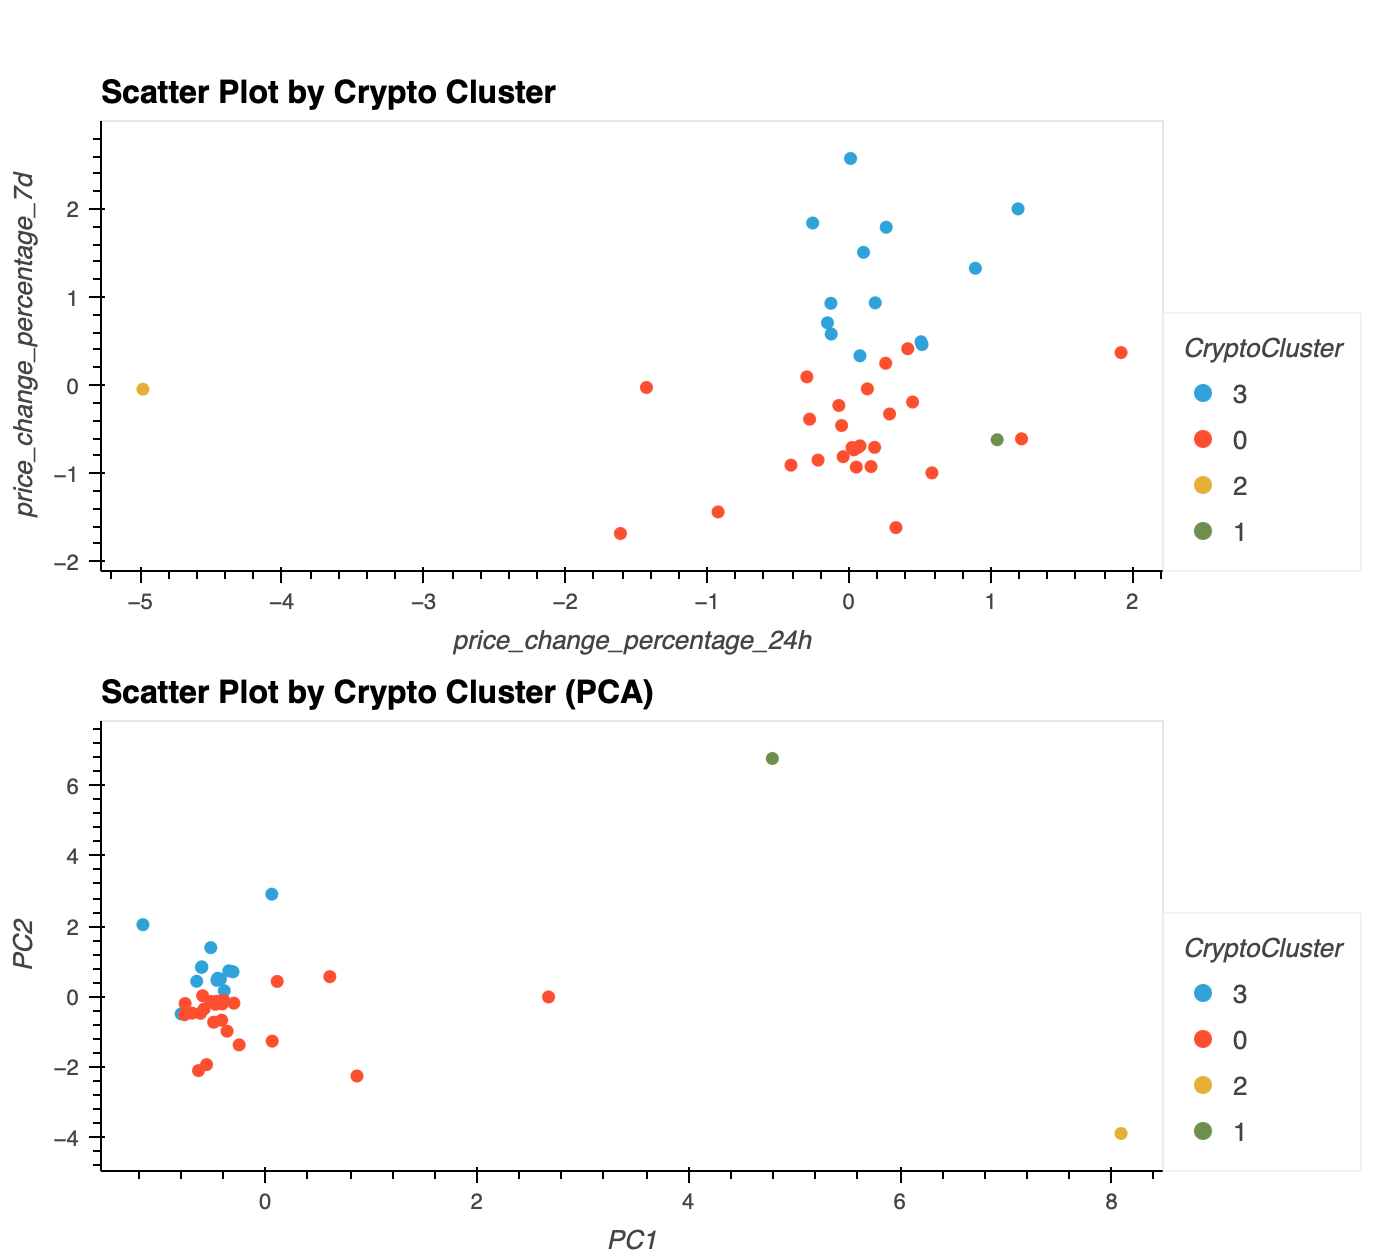 Scatter Plot by Crypto Cluster
price_change_percentage_7d
2
1
0
−1
−2
−5 −4 −3 −2 −1 0 1 2
price_change_percentage_24h
CryptoCluster
3
0
2
1
Scatter Plot by Crypto Cluster (PCA)
PC2
6
4
2
0
−2
−4
0 2 4 6 8
PC1
CryptoCluster
3
0
2
1